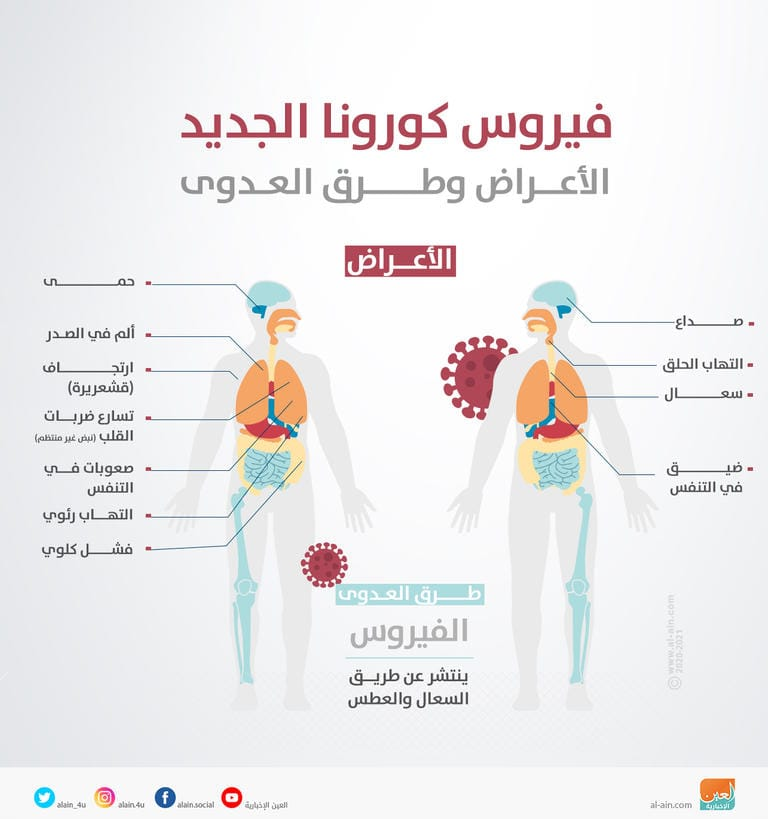 فيروس كورونا الجديد
الأعراض وطرق العدوى
الأعراض
صداع
التهاب الحلق
سعال
ضيق
في التنفس
حمى
ألم في الصدر
ارتجاف
(قشعريرة)
تسارع ضربات
القلب (نبض غير منتظم)
صعوبات في
التنفس
التهاب رئوي
فشل كلوي
طرق العدوى
الفيروس
ينتشر عن طريق
السعال والعطس
© www.al-ain.com
2020-2021
alain_4u
alain.4u
alain.social
العين الإخبارية
al-ain.com
العين
الإخبارية